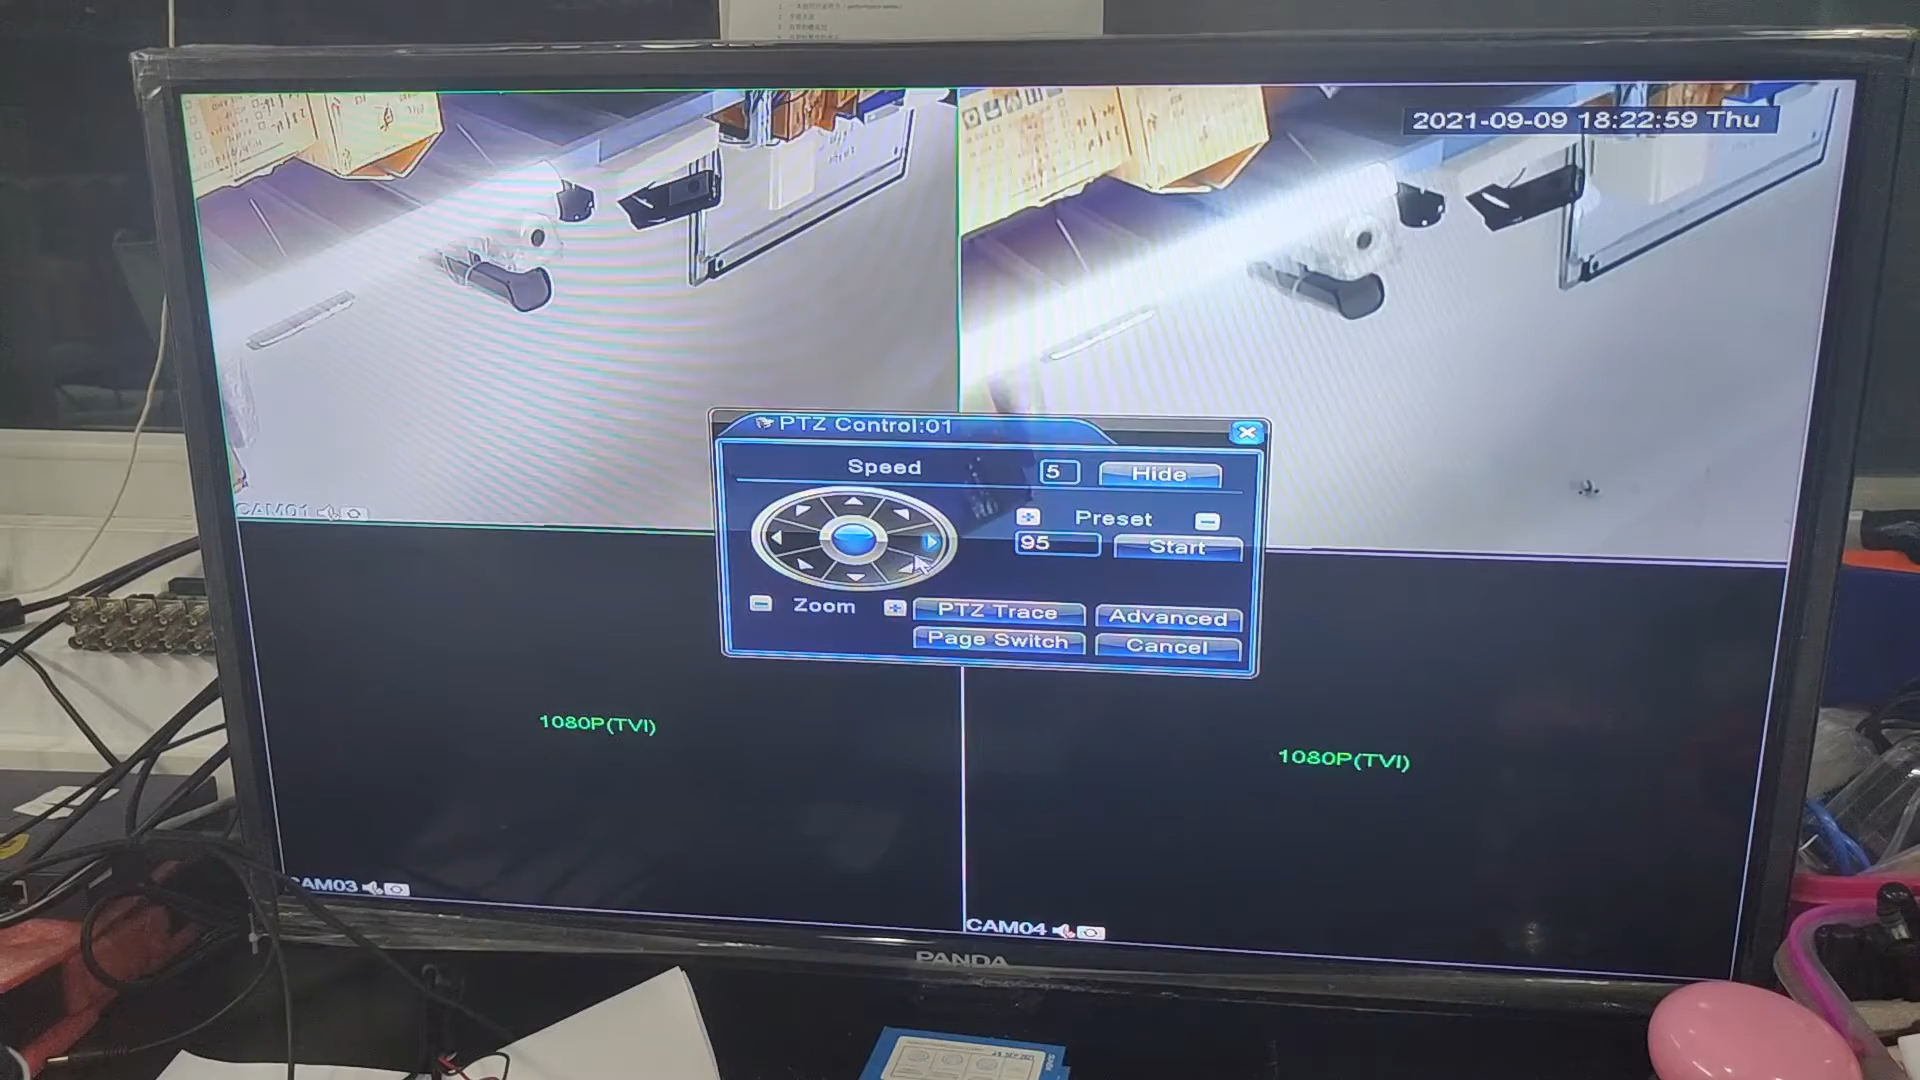 2021-09-09 18:22:59 Thu
PTZ Control:01
Speed 5 Hide
Preset
95 Start
Zoom PTZ Trace Advanced
Page Switch Cancel
CAM01
1080P(TVI)
1080P(TVI)
CAM03
CAM04
PANDA